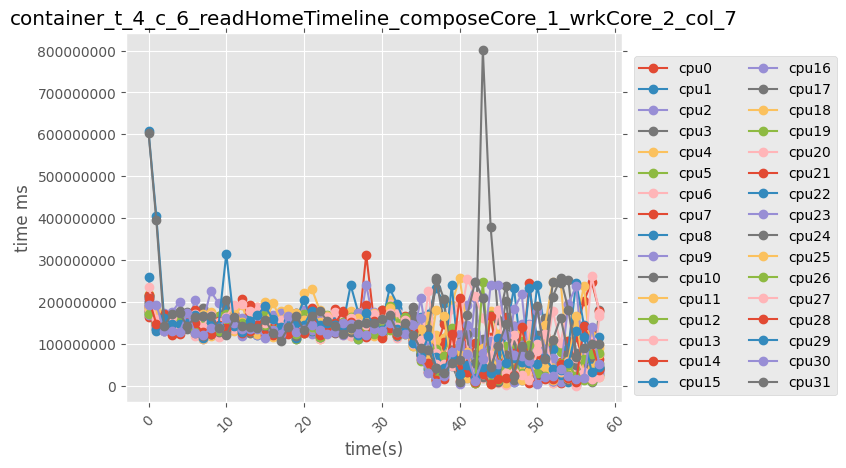 container_t_4_c_6_readHomeTimeline_composeCore_1_wrkCore_2_col_7
800000000
700000000
600000000
500000000
400000000
300000000
200000000
100000000
0
time ms
0
10
20
30
40
50
60
time(s)
cpu0
cpu1
cpu2
cpu3
cpu4
cpu5
cpu6
cpu7
cpu8
cpu9
cpu10
cpu11
cpu12
cpu13
cpu14
cpu15
cpu16
cpu17
cpu18
cpu19
cpu20
cpu21
cpu22
cpu23
cpu24
cpu25
cpu26
cpu27
cpu28
cpu29
cpu30
cpu31